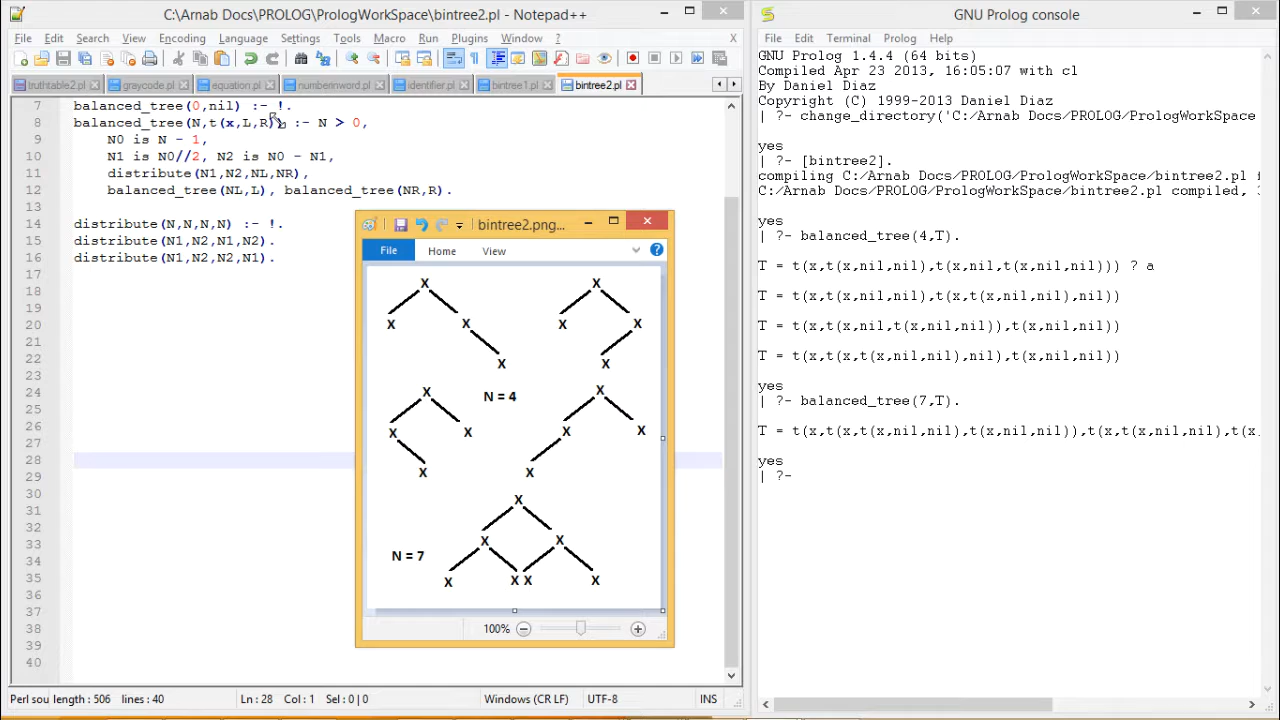 C:\Arnab Docs\PROLOG\PrologWorkSpace\bintree2.pl - Notepad++
File Edit Search View Encoding Language Settings Tools Macro Run Plugins Window ? X
truthtable2.pl graycode.pl equation.pl numberinword.pl identifier.pl bintree1.pl bintree2.pl
7 balanced_tree(0,nil) :- !.
8 balanced_tree(N,t(x,L,R)) :- N > 0,
9 N0 is N - 1,
10 N1 is N0//2, N2 is N0 - N1,
11 distribute(N1,N2,NL,NR),
12 balanced_tree(NL,L), balanced_tree(NR,R).
13
14 distribute(N,N,N,N) :- !.
15 distribute(N1,N2,N1,N2).
16 distribute(N1,N2,N2,N1).
17
18
19
20
21
22
23
24
25
26
27
28
29
30
31
32
33
34
35
36
37
38
39
40
Perl sou length : 506 lines : 40 Ln : 28 Col : 1 Sel : 0 | 0 Windows (CR LF) UTF-8 INS
bintree2.png...
File Home View
X X
X X X X
X X
X N = 4 X
X X X X
X X
X
X X
N = 7
X X X X
100%
GNU Prolog console
File Edit Terminal Prolog Help
GNU Prolog 1.4.4 (64 bits)
Compiled Apr 23 2013, 16:05:07 with cl
By Daniel Diaz
Copyright (C) 1999-2013 Daniel Diaz
| ?- change_directory('C:/Arnab Docs/PROLOG/PrologWorkSpace
yes
| ?- [bintree2].
compiling C:/Arnab Docs/PROLOG/PrologWorkSpace/bintree2.pl f
C:/Arnab Docs/PROLOG/PrologWorkSpace/bintree2.pl compiled,
yes
| ?- balanced_tree(4,T).
T = t(x,t(x,nil,nil),t(x,nil,t(x,nil,nil))) ? a
T = t(x,t(x,nil,nil),t(x,t(x,nil,nil),nil))
T = t(x,t(x,nil,t(x,nil,nil)),t(x,nil,nil))
T = t(x,t(x,t(x,nil,nil),nil),t(x,nil,nil))
yes
| ?- balanced_tree(7,T).
T = t(x,t(x,t(x,nil,nil),t(x,nil,nil)),t(x,t(x,nil,nil),t(x.
yes
| ?-